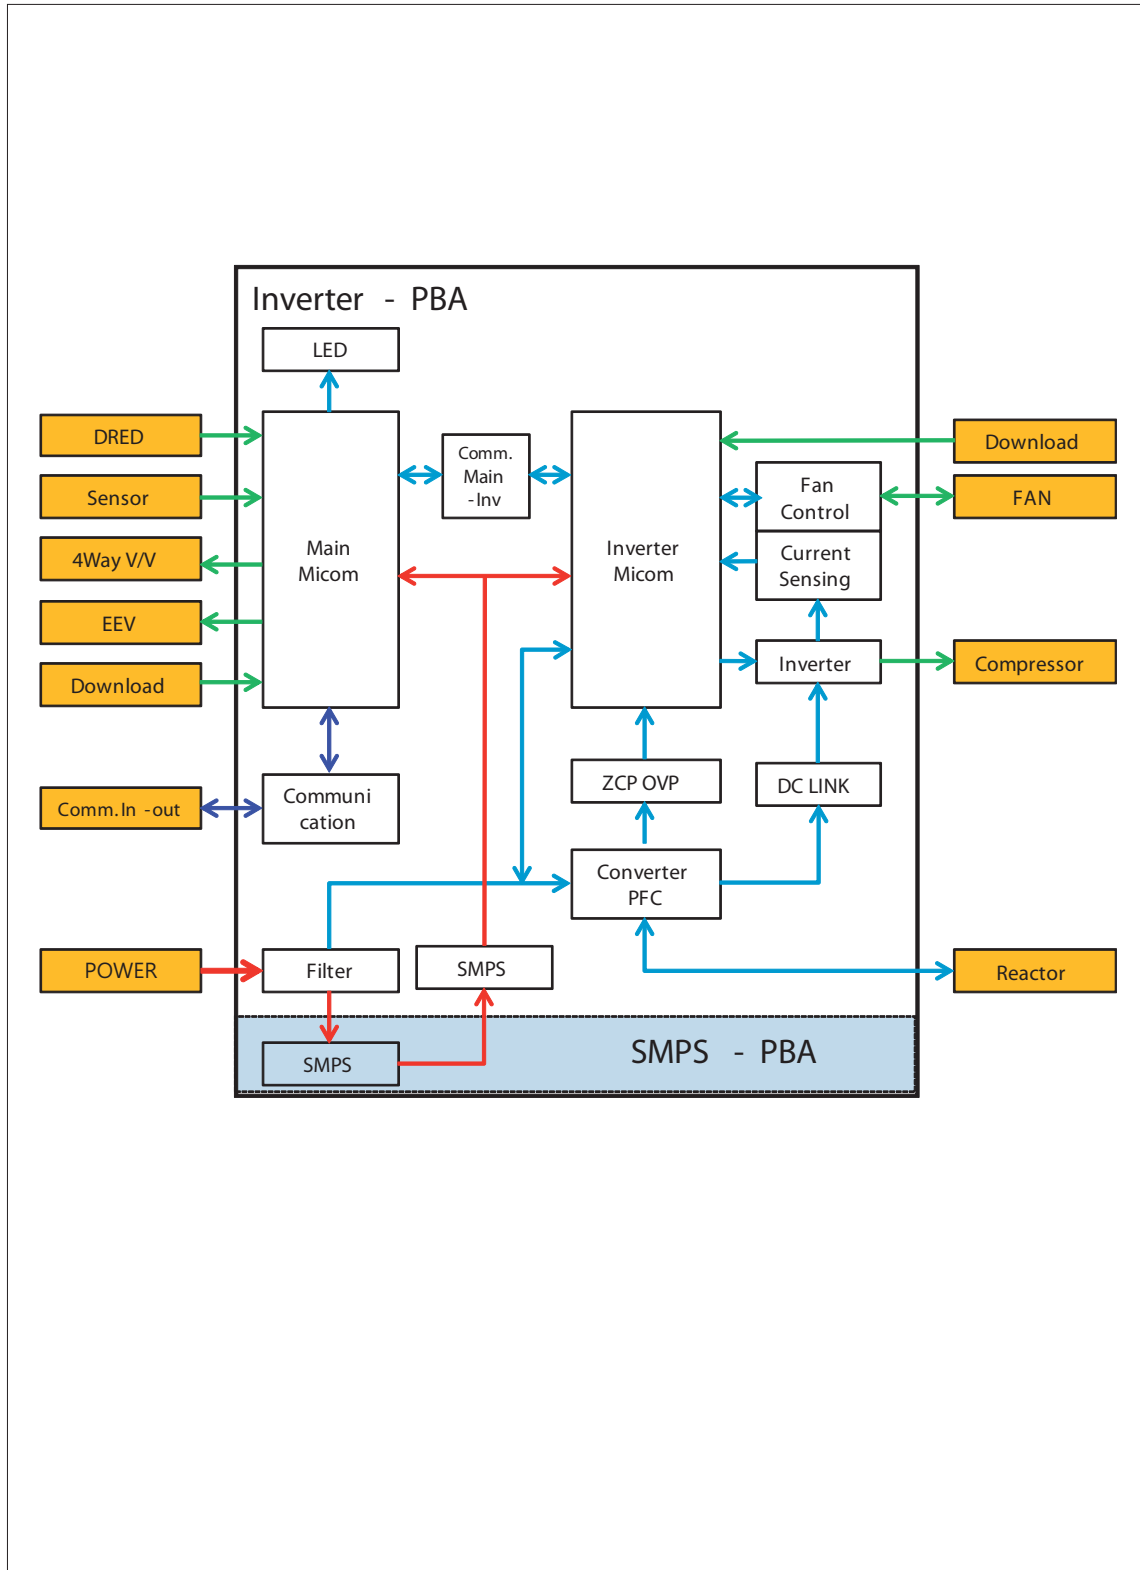 Inverter - PBA
LED
DRED
Sensor
4Way V/V
EEV
Download
Comm. In -out
POWER
Main
Micom
Comm.
Main
-Inv
Inverter
Micom
Fan
Control
Current
Sensing
Inverter
Download
FAN
Compressor
Communi
cation
ZCP OVP
DC LINK
Converter
PFC
Filter
SMPS
Reactor
SMPS
SMPS - PBA